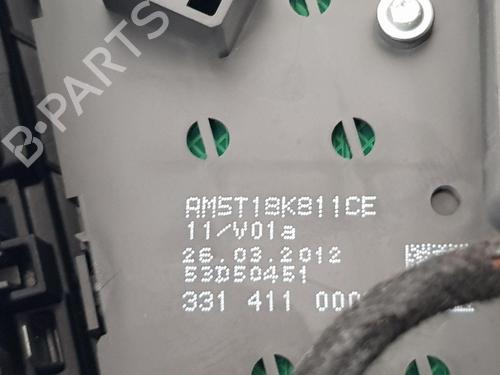 B-PARTS
AM5T18K811CE
11/V01a
26.03.2012
53D50451
331 411 000